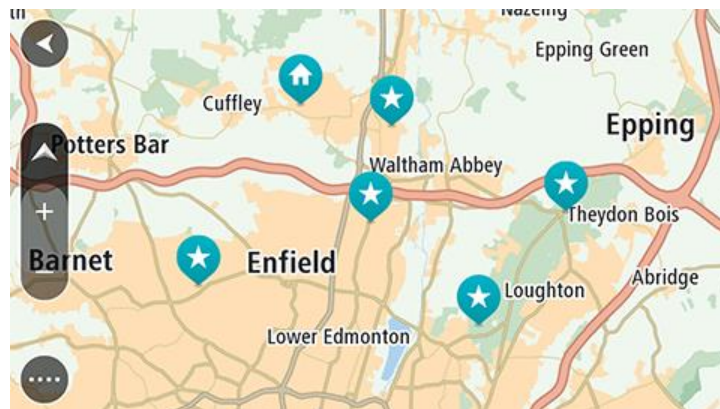 Nazeing
Epping Green
Cuffley
Epping
Potters Bar
Waltham Abbey
Theydon Bois
Barnet
Enfield
Abridge
Loughton
Lower Edmonton